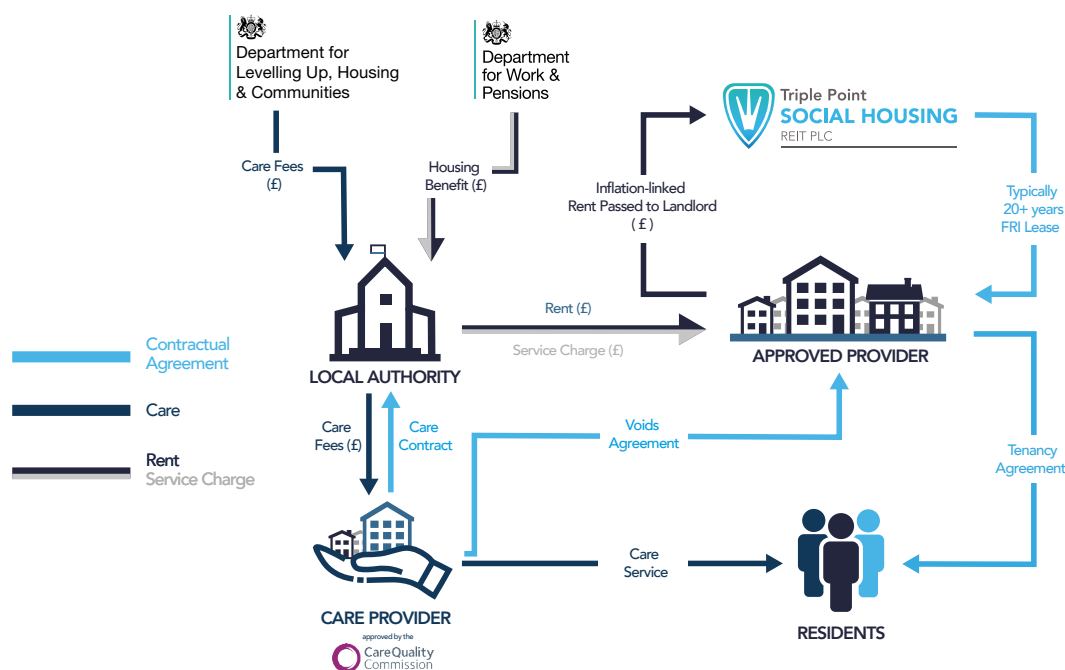 Department for
Levelling Up, Housing
& Communities
Department
for Work &
Pensions
Triple Point
SOCIAL HOUSING
REIT PLC
Care Fees
(£)
Housing
Benefit (£)
Inflation-linked
Rent Passed to Landlord
(£)
Typically
20+ years
FRI Lease
Rent (£)
Service Charge (£)
LOCAL AUTHORITY
APPROVED PROVIDER
Contractual
Agreement
Care
Rent
Service Charge
Care
Fees (£)
Care
Contract
Voids
Agreement
Tenancy
Agreement
Care
Service
CARE PROVIDER
approved by the
CareQuality
Commission
RESIDENTS